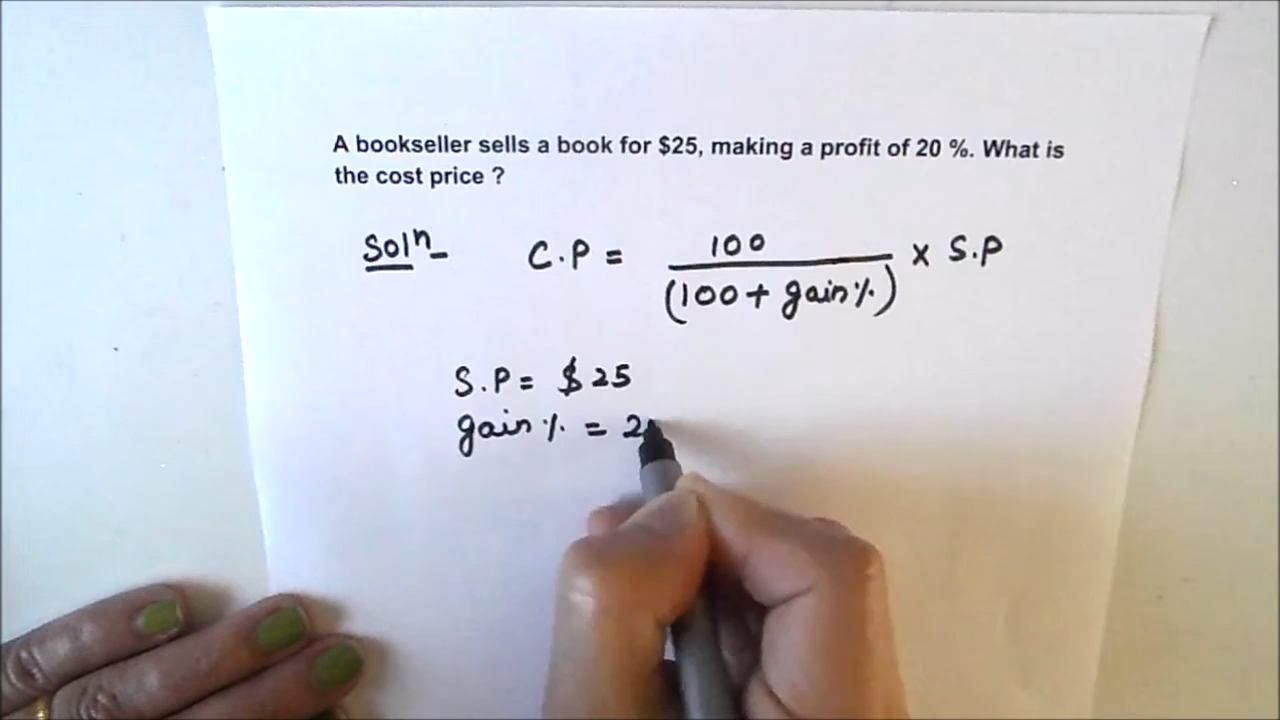 A bookseller sells a book for $25, making a profit of 20 %. What is
the cost price ?
Solⁿ- C.P = 100 / (100 + gain%) × S.P
S.P = $25
gain% = 2